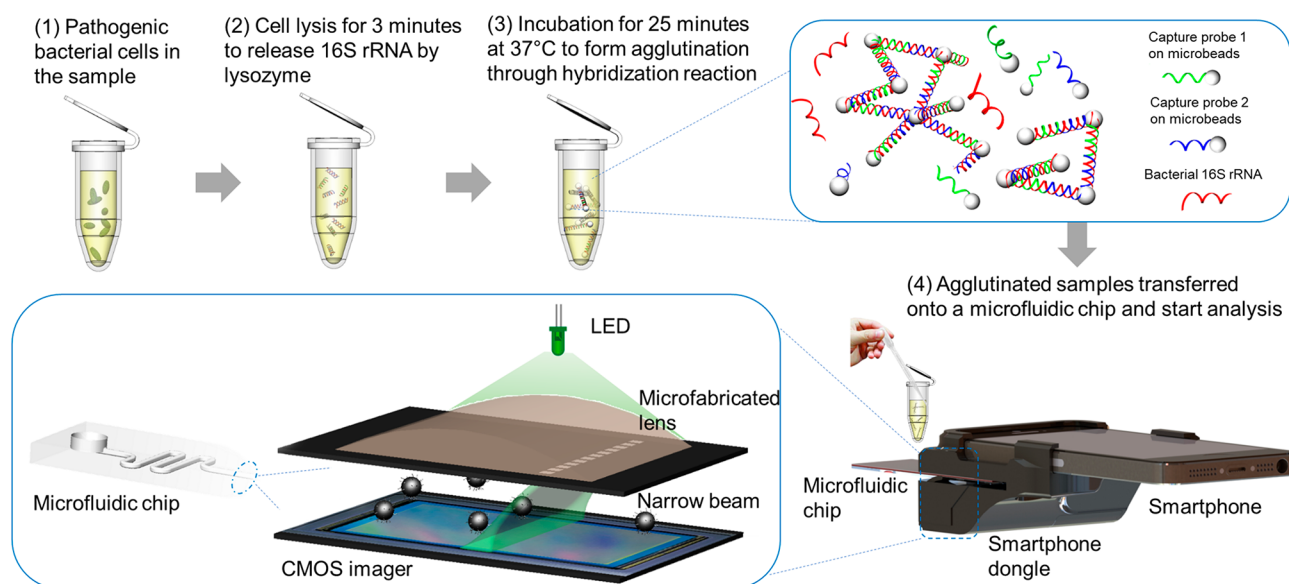 (1) Pathogenic
bacterial cells in
the sample
(2) Cell lysis for 3 minutes
to release 16S rRNA by
lysozyme
(3) Incubation for 25 minutes
at 37°C to form agglutination
through hybridization reaction
Capture probe 1
on microbeads
Capture probe 2
on microbeads
Bacterial 16S rRNA
(4) Agglutinated samples transferred
onto a microfluidic chip and start analysis
LED
Microfabricated
lens
Narrow beam
Microfluidic chip
CMOS imager
Microfluidic
chip
Smartphone
Smartphone
dongle